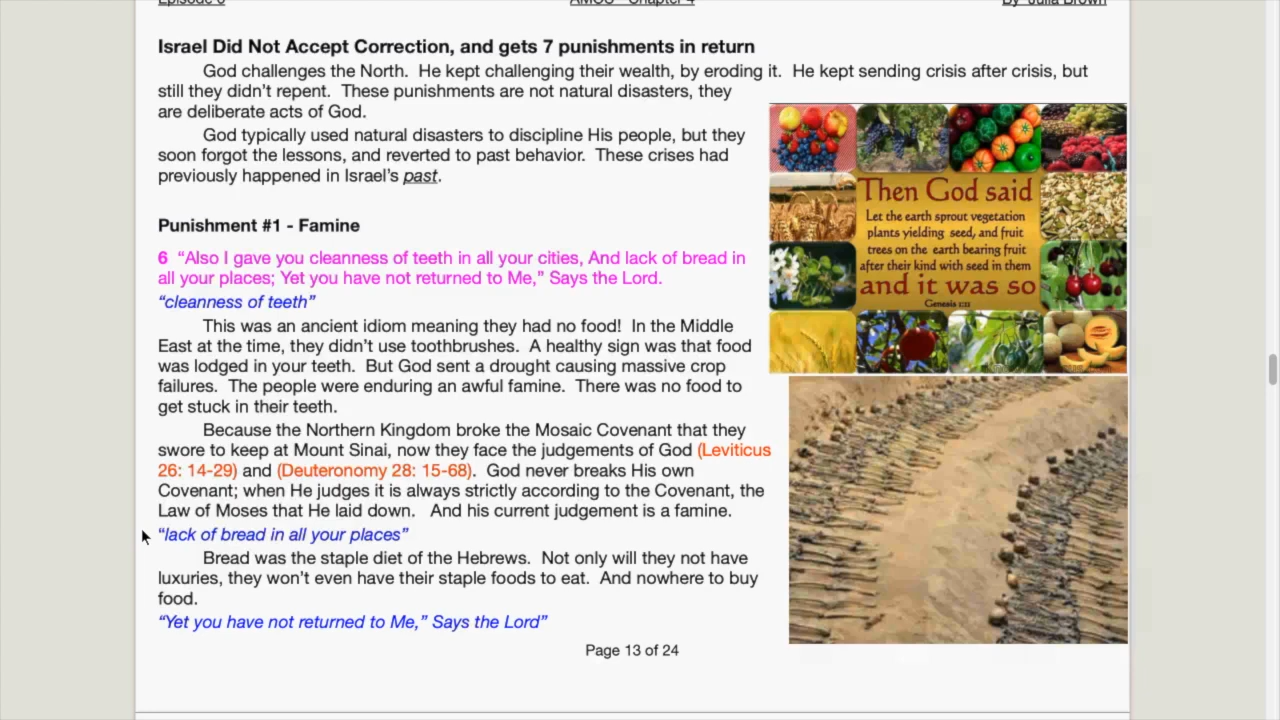 Episode 6
AMOS - Chapter 4
By Julia Brown
Israel Did Not Accept Correction, and gets 7 punishments in return
God challenges the North. He kept challenging their wealth, by eroding it. He kept sending crisis after crisis, but
still they didn't repent. These punishments are not natural disasters, they
are deliberate acts of God.
God typically used natural disasters to discipline His people, but they
soon forgot the lessons, and reverted to past behavior. These crises had
previously happened in Israel's past.
Punishment #1 - Famine
6 “Also I gave you cleanness of teeth in all your cities, And lack of bread in
all your places; Yet you have not returned to Me,” Says the Lord.
“cleanness of teeth”
This was an ancient idiom meaning they had no food! In the Middle
East at the time, they didn't use toothbrushes. A healthy sign was that food
was lodged in your teeth. But God sent a drought causing massive crop
failures. The people were enduring an awful famine. There was no food to
get stuck in their teeth.
Because the Northern Kingdom broke the Mosaic Covenant that they
swore to keep at Mount Sinai, now they face the judgements of God (Leviticus
26: 14-29) and (Deuteronomy 28: 15-68). God never breaks His own
Covenant; when He judges it is always strictly according to the Covenant, the
Law of Moses that He laid down. And his current judgement is a famine.
“lack of bread in all your places”
Bread was the staple diet of the Hebrews. Not only will they not have
luxuries, they won't even have their staple foods to eat. And nowhere to buy
food.
“Yet you have not returned to Me,” Says the Lord”
Page 13 of 24
Then God said
Let the earth sprout vegetation
plants yielding seed, and fruit
trees on the earth bearing fruit
after their kind with seed in them
and it was so
Genesis 1:11